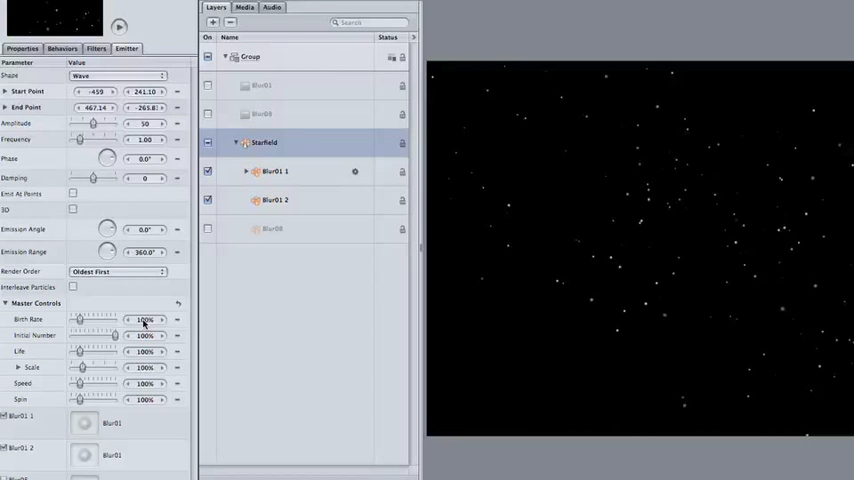 Layers Media Audio
+ − Search
Properties Behaviors Filters Emitter
On Name Status
Parameter Value
Group
Shape Wave
Start Point -459 241.10
Blur01
End Point 467.14
Amplitude 50
Frequency 1.00
Starfield
Phase 0.0°
Damping 0
Blur01 1
Emit At Points
Blur01 2
3D
Emission Angle 0.0°
Emission Range 360.0°
Render Order Oldest First
Interleave Particles
Master Controls
Birth Rate 100%
Initial Number 100%
Life 100%
Scale 100%
Speed 100%
Spin 100%
Blur01 1
Blur01
Blur01 2
Blur01